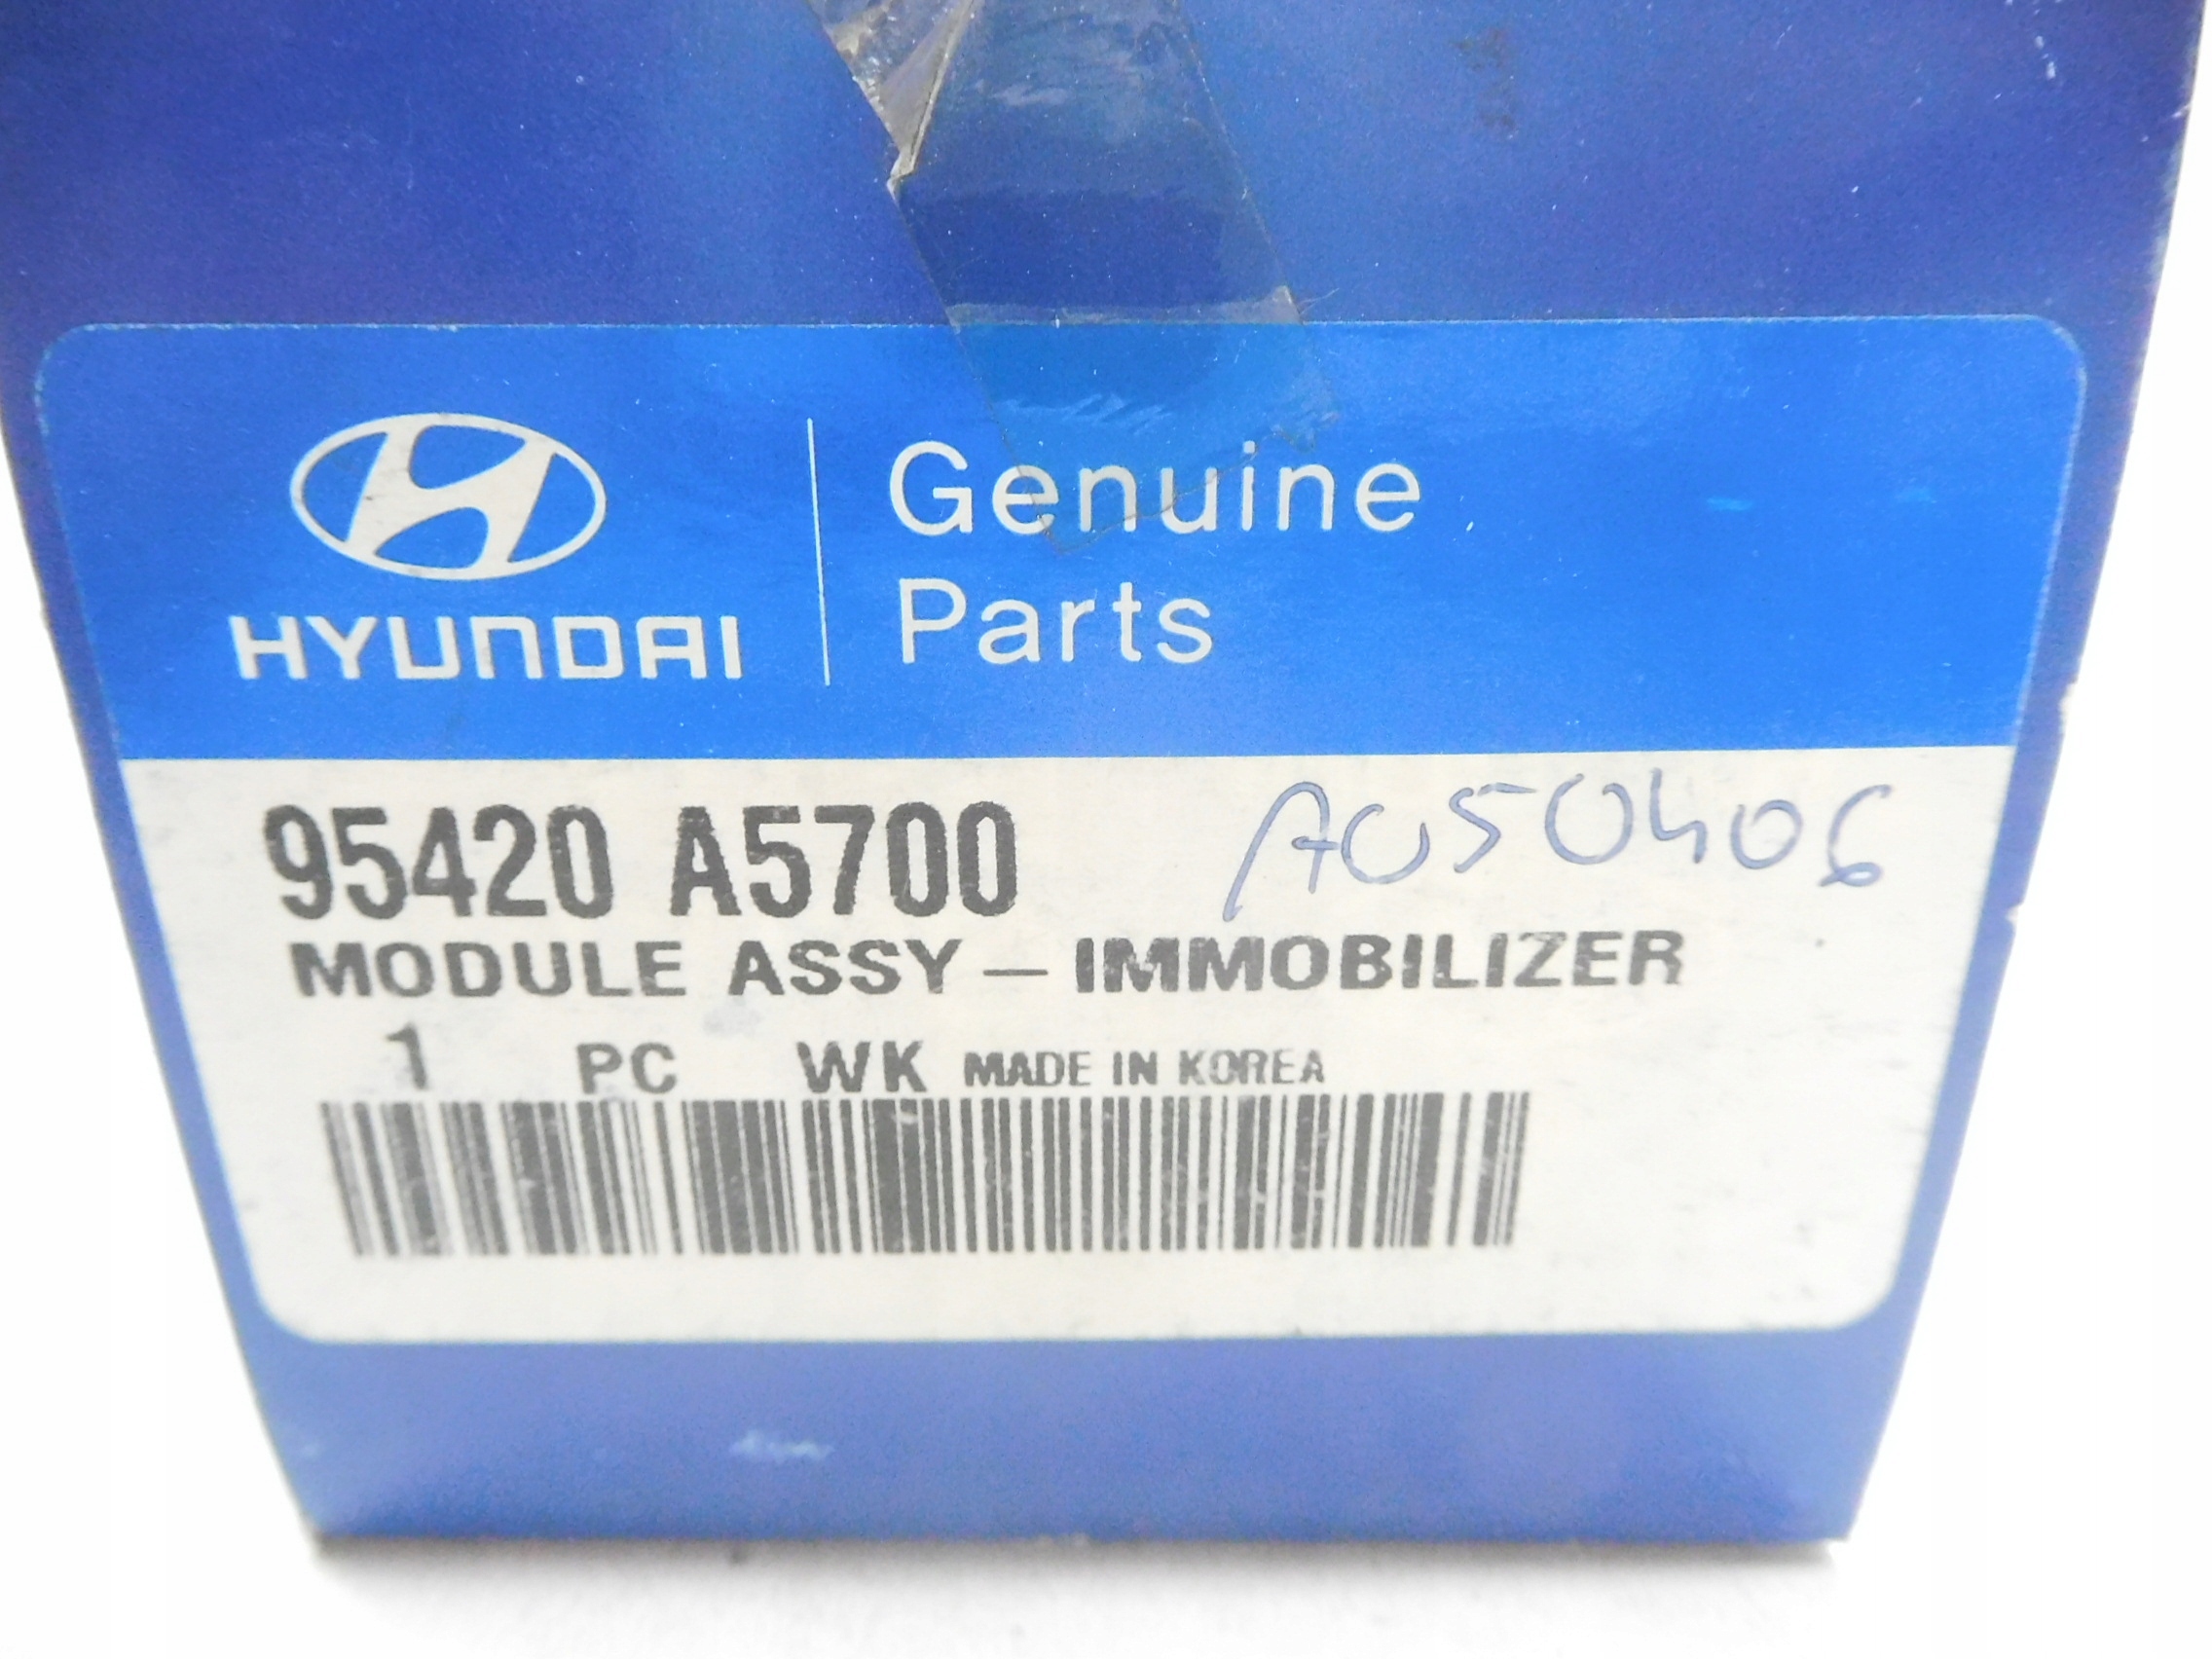 HYUNDAI
Genuine
Parts
95420 A5700 A050406
MODULE ASSY – IMMOBILIZER
1 PC WK MADE IN KOREA